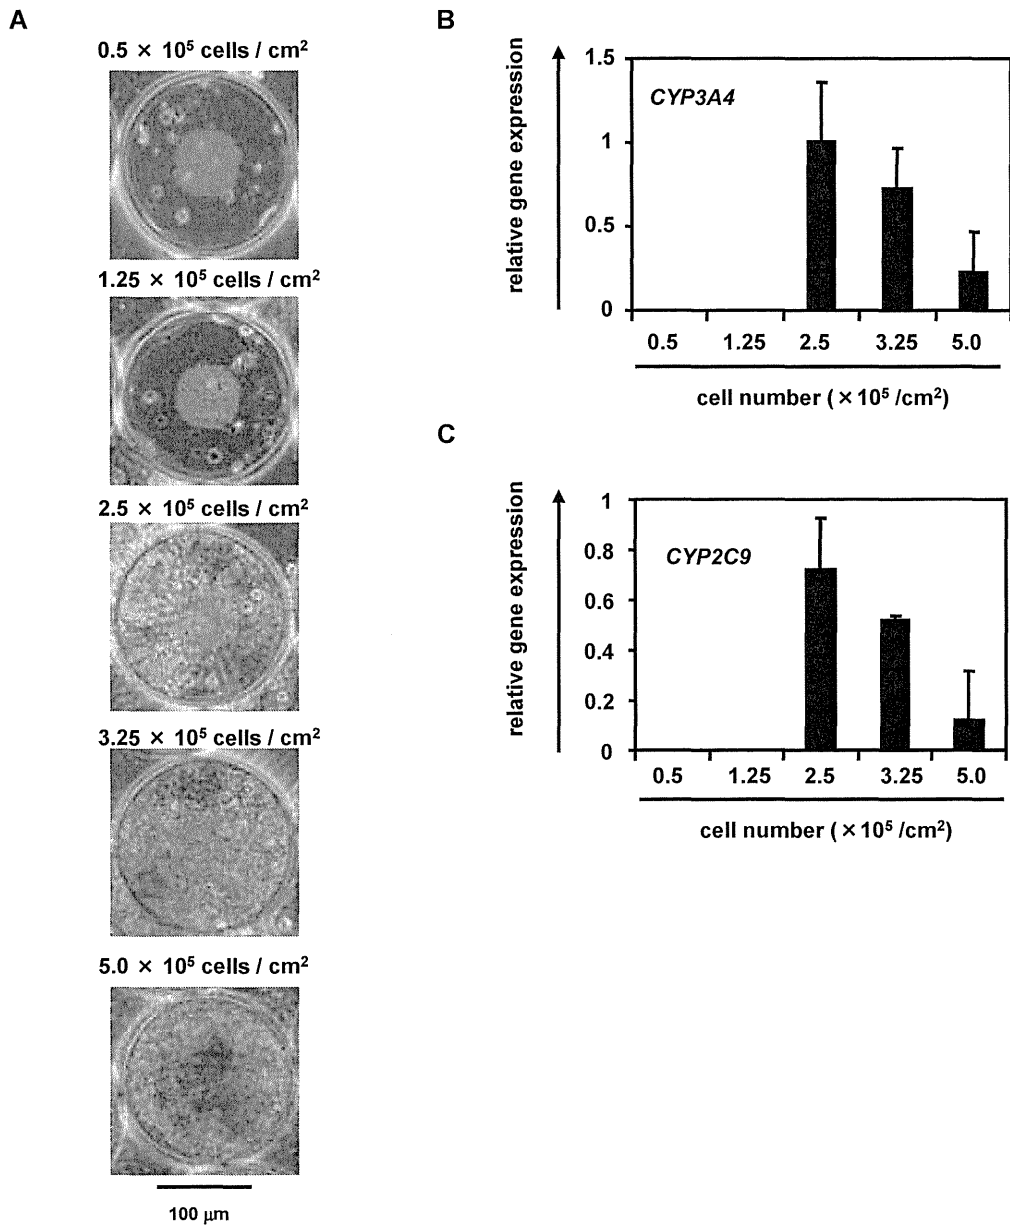 A
0.5 × 10⁵ cells / cm²
1.25 × 10⁵ cells / cm²
2.5 × 10⁵ cells / cm²
3.25 × 10⁵ cells / cm²
5.0 × 10⁵ cells / cm²
100 μm
B
relative gene expression
1.5
1
0.5
0
CYP3A4
0.5 1.25 2.5 3.25 5.0
cell number (×10⁵ /cm²)
C
relative gene expression
1
0.8
0.6
0.4
0.2
0
CYP2C9
0.5 1.25 2.5 3.25 5.0
cell number (×10⁵ /cm²)